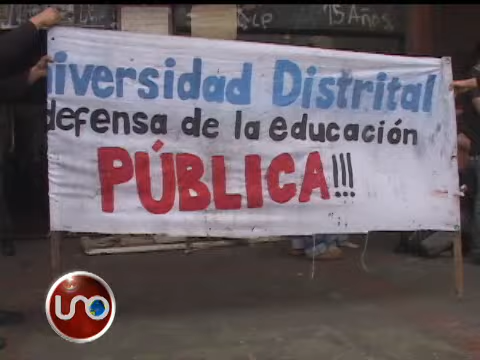 15 Años
iversidad Distrital
defensa de la educación
PÚBLICA!!!
UNO